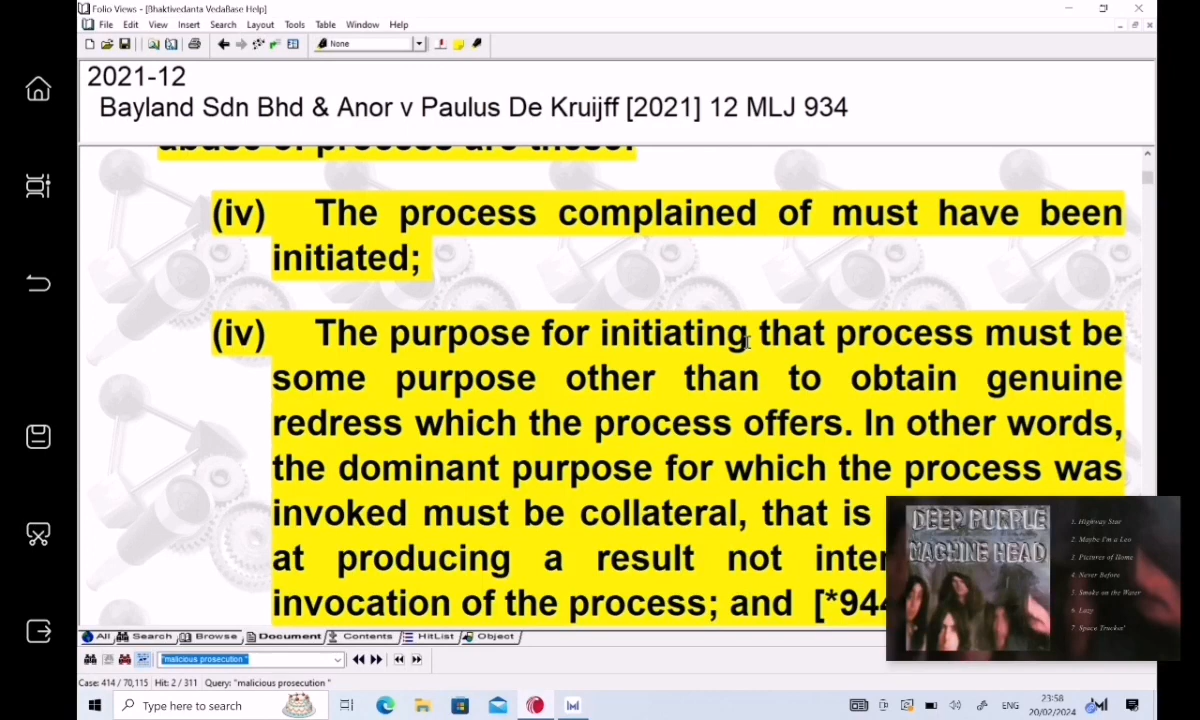 Folio Views - [Bhaktivedanta VedaBase Help]
File Edit View Insert Search Layout Tools Table Window Help
None
2021-12
Bayland Sdn Bhd & Anor v Paulus De Kruijff [2021] 12 MLJ 934
abuse of process are these:
(iv) The process complained of must have been
initiated;
(iv) The purpose for initiating that process must be
some purpose other than to obtain genuine
redress which the process offers. In other words,
the dominant purpose for which the process was
invoked must be collateral, that is
at producing a result not inten
invocation of the process; and [*944
DEEP PURPLE
MACHINE HEAD
1. Highway Star
2. Maybe I'm a Leo
3. Pictures of Home
4. Never Before
5. Smoke on the Water
6. Lazy
7. Space Truckin'
All Search Browse Document Contents HitList Object
"malicious prosecution "
Case: 414 / 70,115 Hit: 2 / 311 Query: "malicious prosecution "
Type here to search
ENG
23:58
20/02/2024